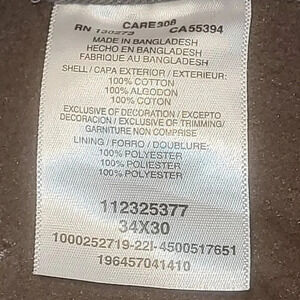 CARE308
RN 130273 CA55394
MADE IN BANGLADESH
HECHO EN BANGLADESH
FABRIQUE AU BANGLADESH
SHELL / CAPA EXTERIOR / EXTERIEUR:
100% COTTON
100% ALGODON
100% COTON
EXCLUSIVE OF DECORATION / EXCEPTO
DECORACION / EXCLUSIVE OF TRIMMING/
GARNITURE NON COMPRISE
LINING / FORRO / DOUBLURE:
100% POLYESTER
100% POLIESTER
100% POLYESTER
112325377
34X30
1000252719-22I-4500517651
196457041410